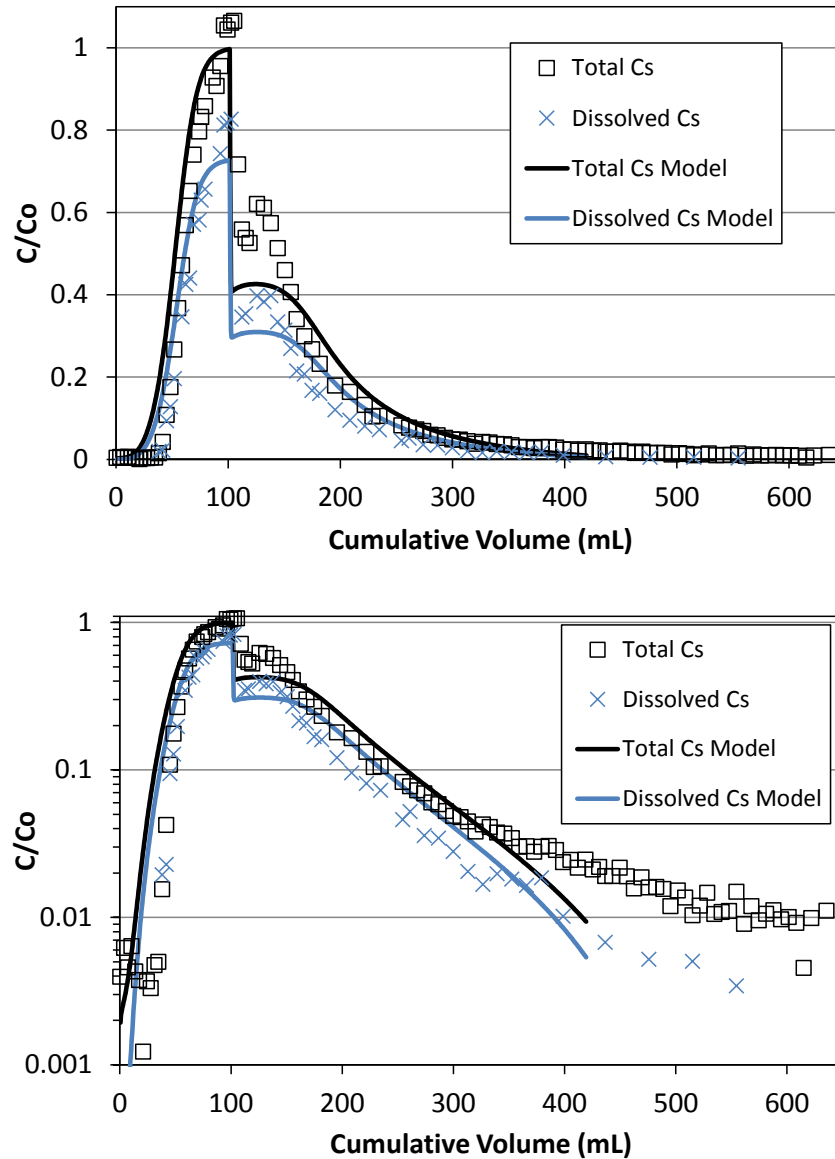 1
0.8
0.6
0.4
0.2
0
C/Co
Total Cs
Dissolved Cs
Total Cs Model
Dissolved Cs Model
0 100 200 300 400 500 600
Cumulative Volume (mL)
1
0.1
0.01
0.001
C/Co
Total Cs
Dissolved Cs
Total Cs Model
Dissolved Cs Model
0 100 200 300 400 500 600
Cumulative Volume (mL)